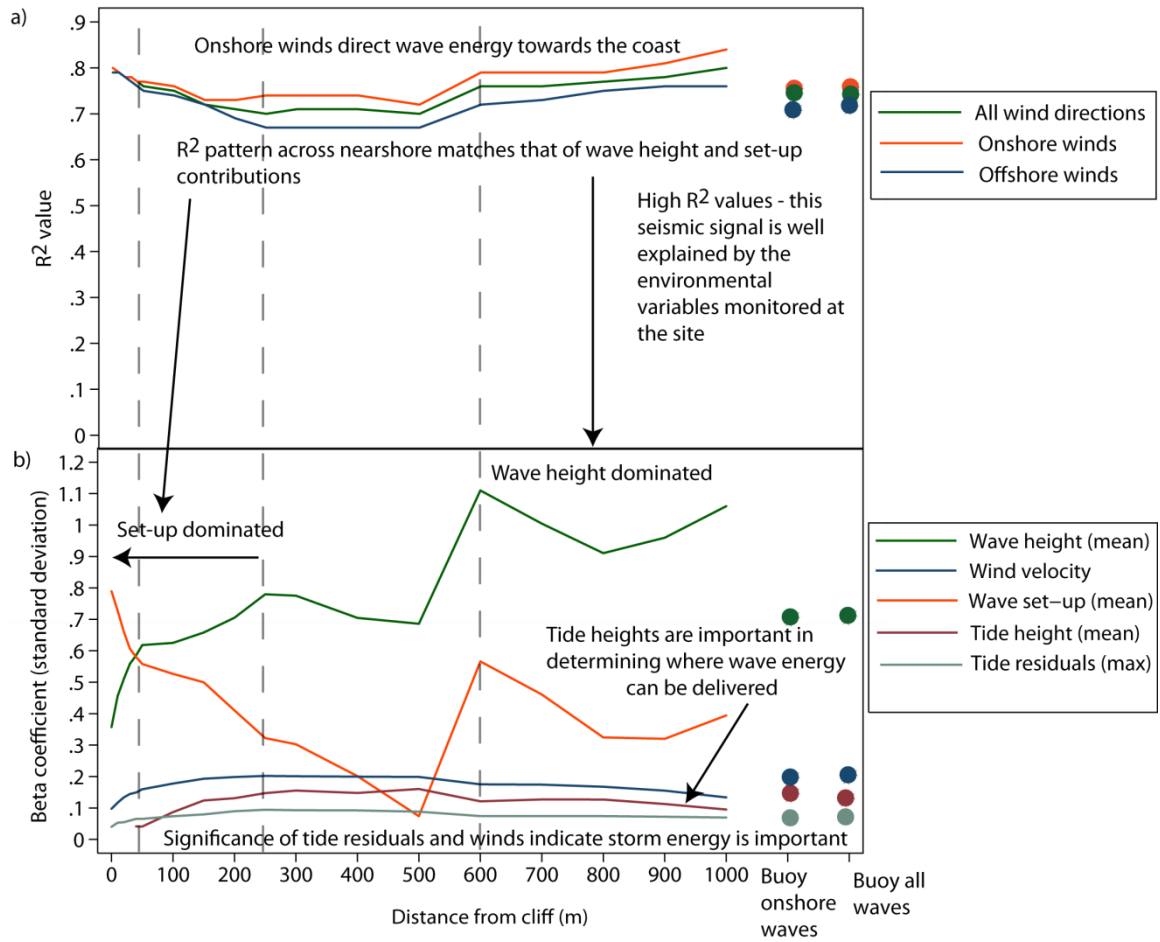 a)
.9
.8
.7
.6
.5
.4
.3
.2
.1
0
R2 value
Onshore winds direct wave energy towards the coast
R2 pattern across nearshore matches that of wave height and set-up
contributions
High R2 values - this
seismic signal is well
explained by the
environmental
variables monitored at
the site
All wind directions
Onshore winds
Offshore winds
b)
1.2
1.1
1
.9
.8
.7
.6
.5
.4
.3
.2
.1
0
Beta coefficient (standard deviation)
Wave height dominated
Set-up dominated
Tide heights are important in
determining where wave energy
can be delivered
Significance of tide residuals and winds indicate storm energy is important
Wave height (mean)
Wind velocity
Wave set-up (mean)
Tide height (mean)
Tide residuals (max)
0 100 200 300 400 500 600 700 800 900 1000
Buoy
onshore
waves
Buoy all
waves
Distance from cliff (m)